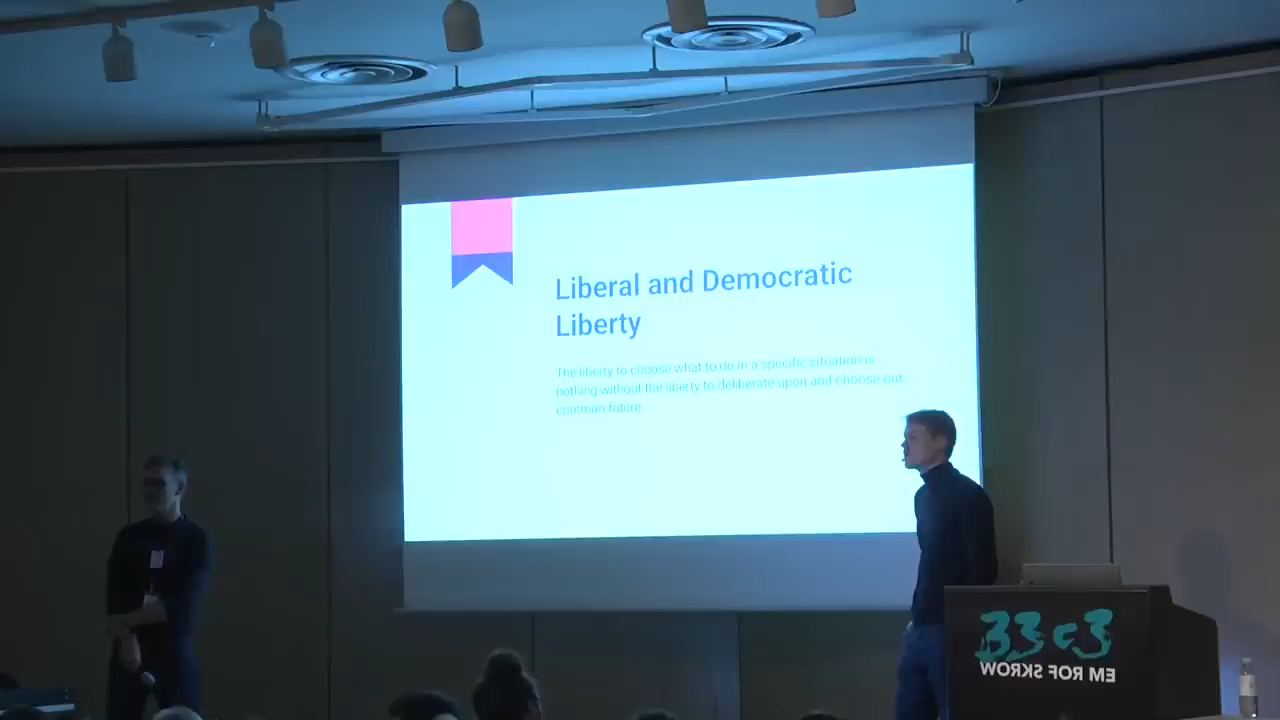 Liberal and Democratic
Liberty
The liberty to choose what to do in a specific situation is
nothing without the liberty to deliberate upon and choose our
common future.
33c3
WORKS FOR ME